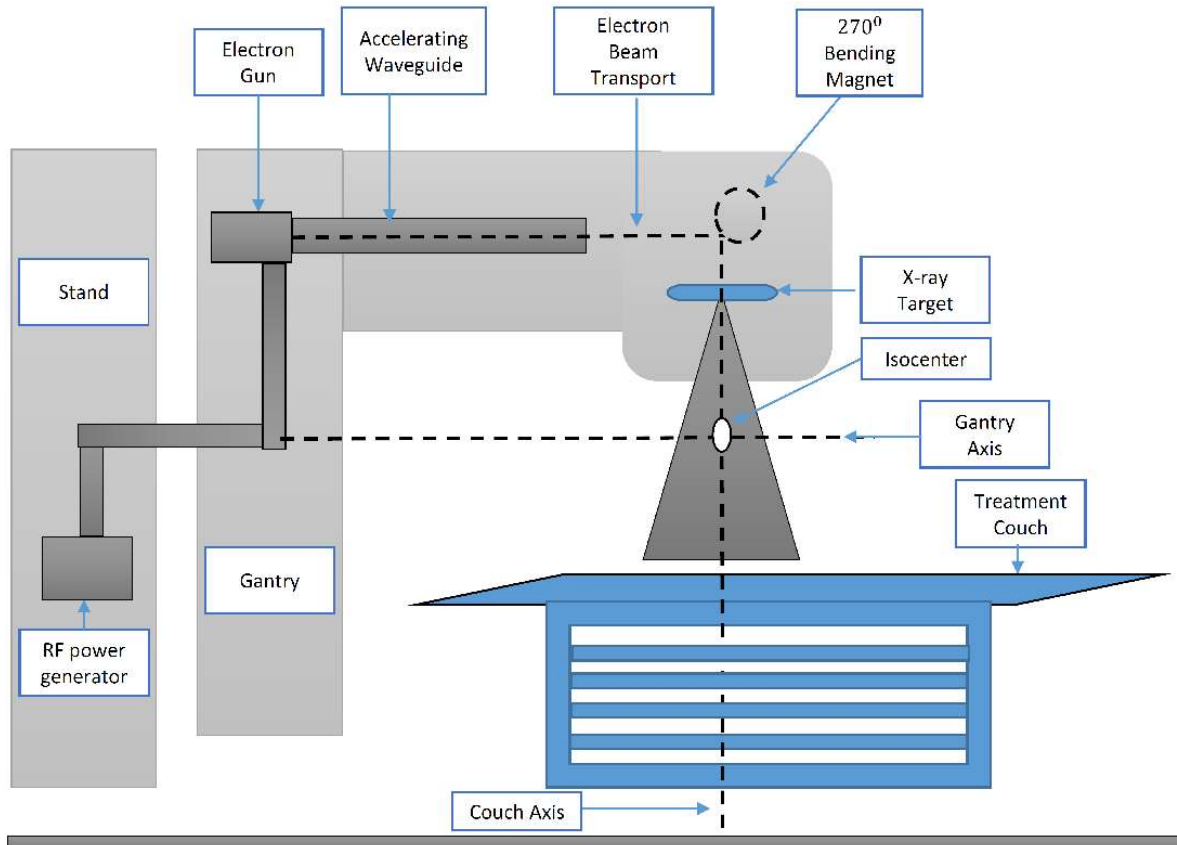 Electron
Gun
Accelerating
Waveguide
Electron
Beam
Transport
270⁰
Bending
Magnet
Stand
X-ray
Target
Isocenter
Gantry
Axis
Treatment
Couch
Gantry
RF power
generator
Couch Axis